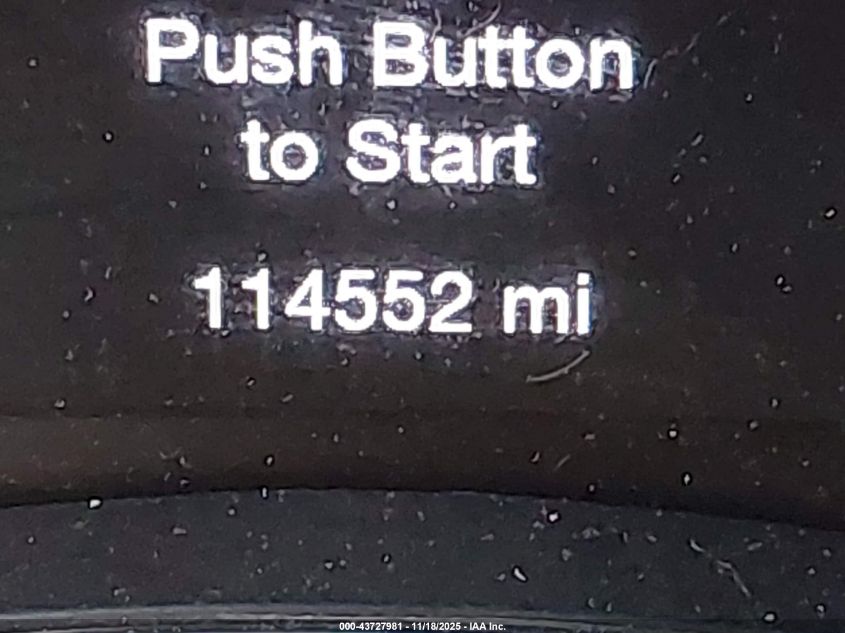 Push Button
to Start
114552 mi
000-43727981 - 11/18/2025 - IAA Inc.